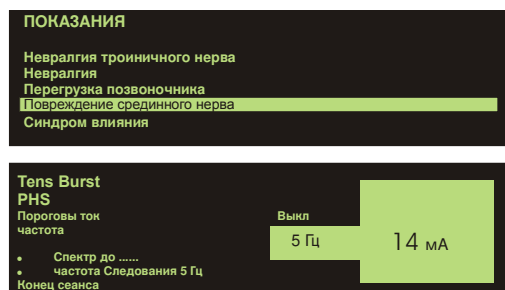 ПОКАЗАНИЯ
Невралгия троиничного нерва
Невралгия
Перегрузка позвоночника
Повреждение срединного нерва
Синдром влияния
Tens Burst
PHS
Пороговы ток Выкл
частота 5 Гц 14 мА
• Спектр до ......
• частота Следования 5 Гц
Конец сеанса